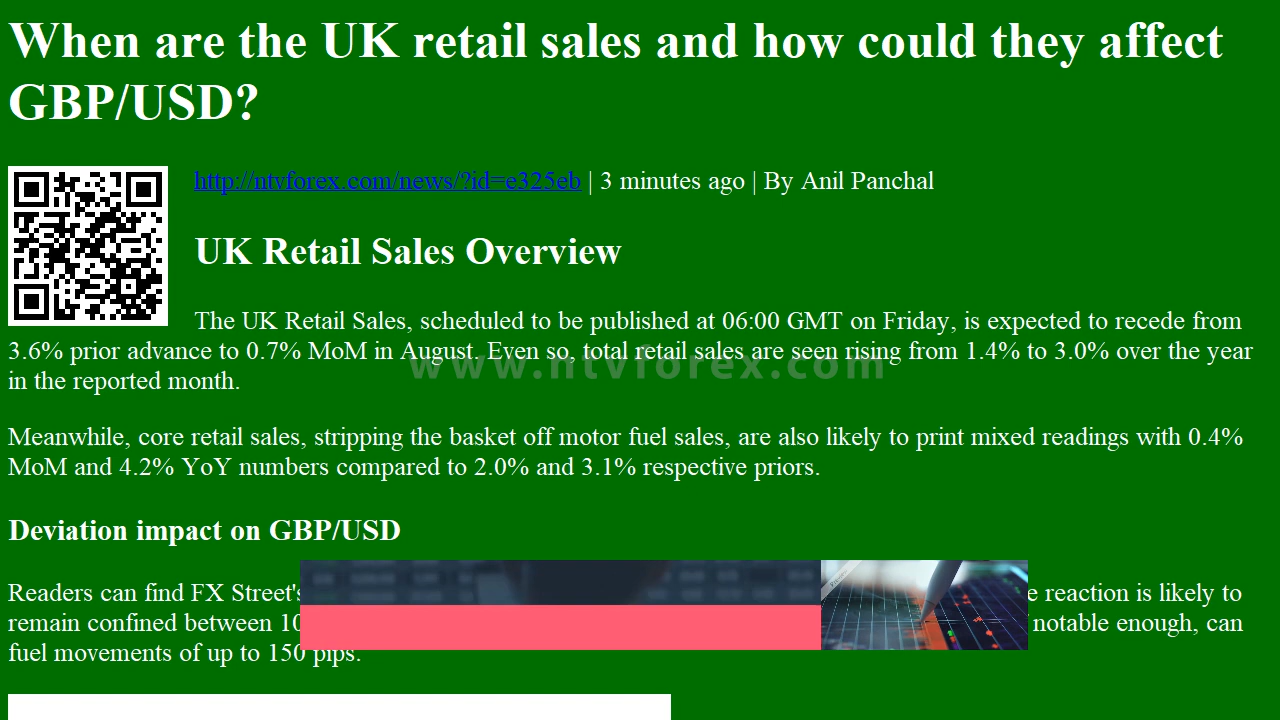 When are the UK retail sales and how could they affect
GBP/USD?
http://ntvforex.com/news/?id=e325eb | 3 minutes ago | By Anil Panchal
UK Retail Sales Overview
The UK Retail Sales, scheduled to be published at 06:00 GMT on Friday, is expected to recede from
3.6% prior advance to 0.7% MoM in August. Even so, total retail sales are seen rising from 1.4% to 3.0% over the year
www.ntvforex.com
in the reported month.
Meanwhile, core retail sales, stripping the basket off motor fuel sales, are also likely to print mixed readings with 0.4%
MoM and 4.2% YoY numbers compared to 2.0% and 3.1% respective priors.
Deviation impact on GBP/USD
Readers can find FX Street's reaction is likely to
remain confined between 10 notable enough, can
fuel movements of up to 150 pips.